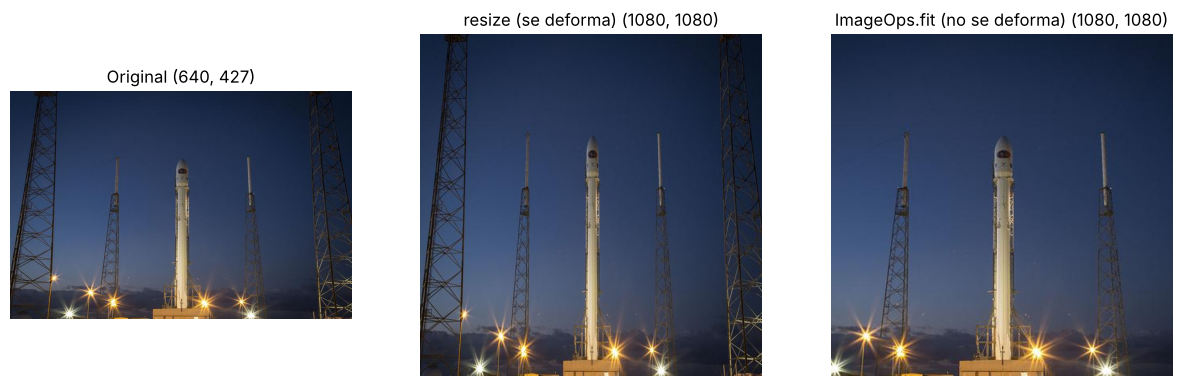 Original (640, 427)
resize (se deforma) (1080, 1080)
ImageOps.fit (no se deforma) (1080, 1080)